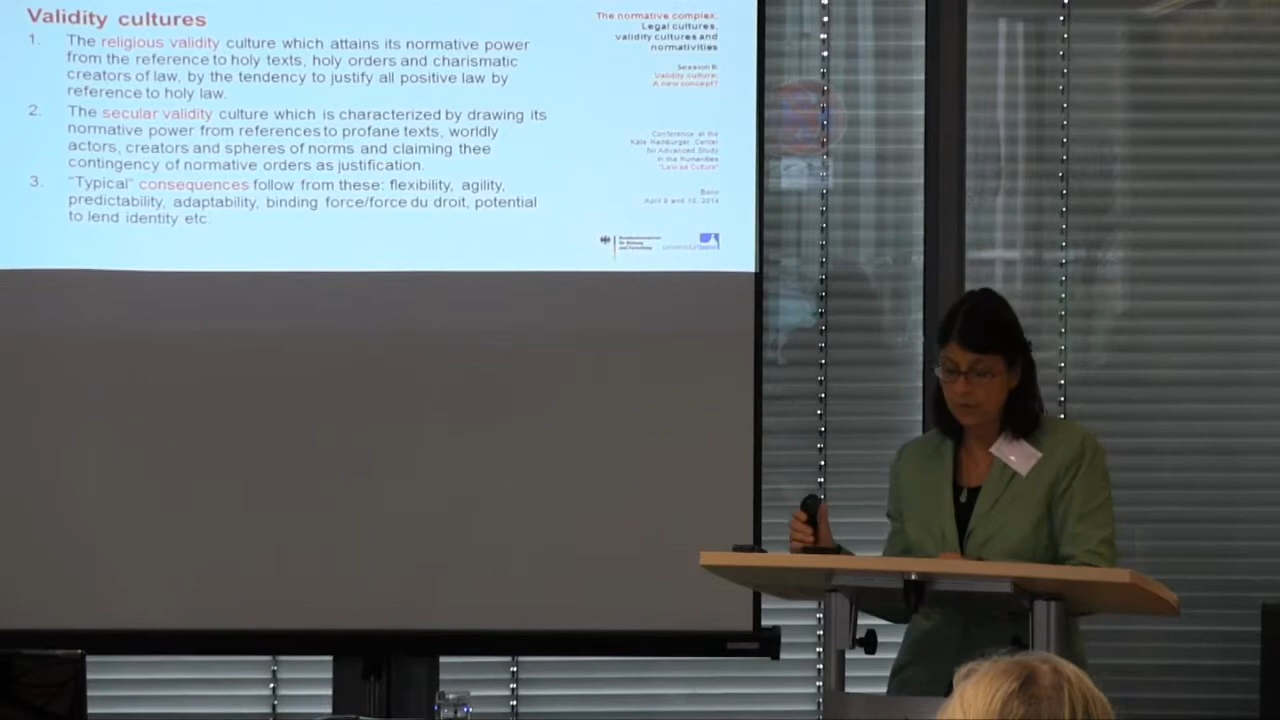 Validity cultures
1. The religious validity culture which attains its normative power
from the reference to holy texts, holy orders and charismatic
creators of law, by the tendency to justify all positive law by
reference to holy law.
2. The secular validity culture which is characterized by drawing its
normative power from references to profane texts, worldly
actors, creators and spheres of norms and claiming thee
contingency of normative orders as justification.
3. "Typical" consequences follow from these: flexibility, agility,
predictability, adaptability, binding force/force du droit, potential
to lend identity etc.
The normative complex:
Legal cultures,
validity cultures and
normativities
Validity culture:
A new concept?
Conference at the
Käte Hamburger Center
for Advanced Study
in the Humanities
"Law as Culture"
Bonn
Bundesministerium
für Bildung
und Forschung
universitätbonn